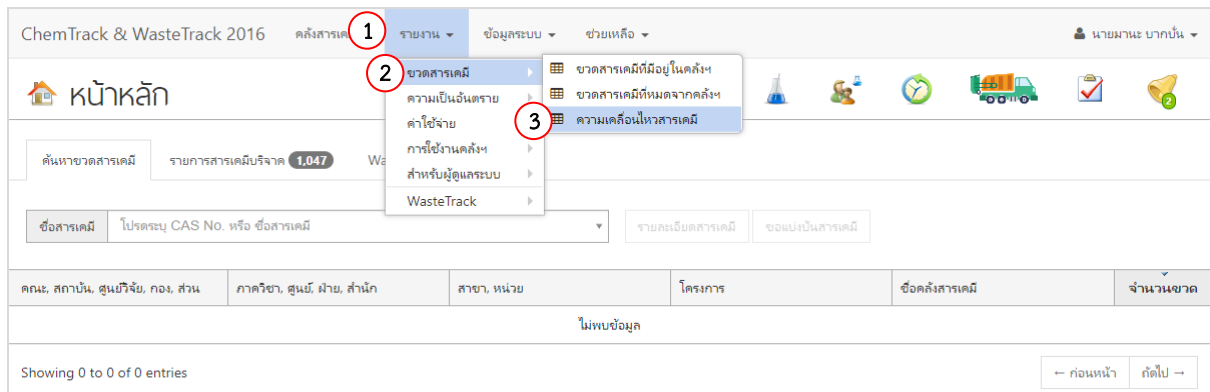 ChemTrack & WasteTrack 2016 คลังสารเค 1 รายงาน ข้อมูลระบบ ช่วยเหลือ นายมานะ บากบั่น
2 ขวดสารเคมี ขวดสารเคมีที่มีอยู่ในคลังฯ
หน้าหลัก ความเป็นอันตราย ขวดสารเคมีที่หมดจากคลังฯ 2
ค่าใช้จ่าย 3 ความเคลื่อนไหวสารเคมี
ค้นหาขวดสารเคมี รายการสารเคมีบริจาค 1,047 Wa การใช้งานคลังฯ
สำหรับผู้ดูแลระบบ
WasteTrack
ชื่อสารเคมี โปรดระบุ CAS No. หรือ ชื่อสารเคมี รายละเอียดสารเคมี ขอแบ่งปันสารเคมี
คณะ, สถาบัน, ศูนย์วิจัย, กอง, ส่วน ภาควิชา, ศูนย์, ฝ่าย, สำนัก สาขา, หน่วย โครงการ ชื่อคลังสารเคมี จำนวนขวด
ไม่พบข้อมูล
Showing 0 to 0 of 0 entries ← ก่อนหน้า ถัดไป →